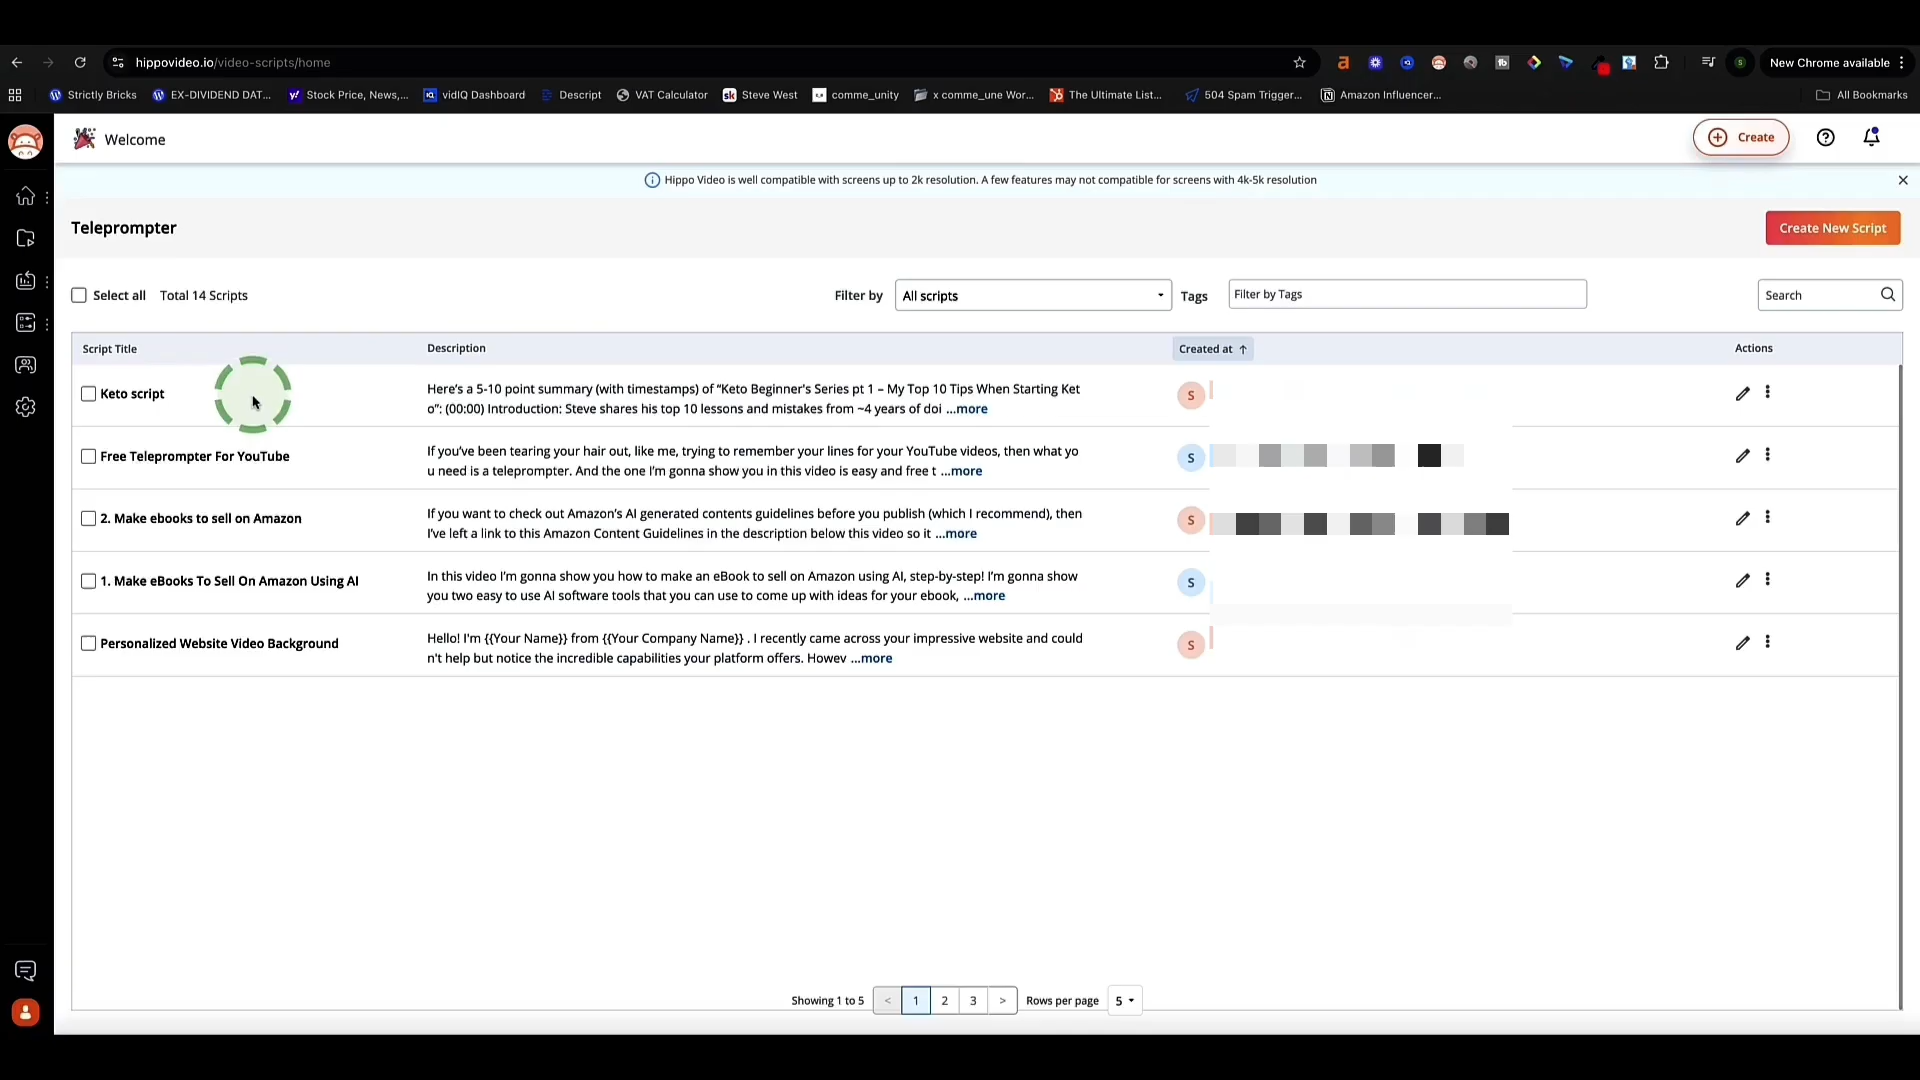 hippovideo.io/video-scripts/home
New Chrome available
Strictly Bricks
EX-DIVIDEND DAT...
Stock Price, News,...
vidIQ Dashboard
Descript
VAT Calculator
sk Steve West
comme_unity
x comme_une Wor...
The Ultimate List...
504 Spam Trigger...
Amazon Influencer...
All Bookmarks
Welcome
Create
Hippo Video is well compatible with screens up to 2k resolution. A few features may not compatible for screens with 4k-5k resolution
Teleprompter
Create New Script
Select all Total 14 Scripts
Filter by All scripts Tags Filter by Tags Search
Script Title Description Created at ↑ Actions
Keto script
Here's a 5-10 point summary (with timestamps) of "Keto Beginner's Series pt 1 – My Top 10 Tips When Starting Ket
o": (00:00) Introduction: Steve shares his top 10 lessons and mistakes from ~4 years of doi ...more
S
Free Teleprompter For YouTube
If you've been tearing your hair out, like me, trying to remember your lines for your YouTube videos, then what yo
u need is a teleprompter. And the one I'm gonna show you in this video is easy and free t ...more
S
2. Make ebooks to sell on Amazon
If you want to check out Amazon's AI generated contents guidelines before you publish (which I recommend), then
I've left a link to this Amazon Content Guidelines in the description below this video so it ...more
S
1. Make eBooks To Sell On Amazon Using AI
In this video I'm gonna show you how to make an eBook to sell on Amazon using AI, step-by-step! I'm gonna show
you two easy to use AI software tools that you can use to come up with ideas for your ebook, ...more
S
Personalized Website Video Background
Hello! I'm {{Your Name}} from {{Your Company Name}} . I recently came across your impressive website and could
n't help but notice the incredible capabilities your platform offers. Howev ...more
S
Showing 1 to 5 < 1 2 3 > Rows per page 5